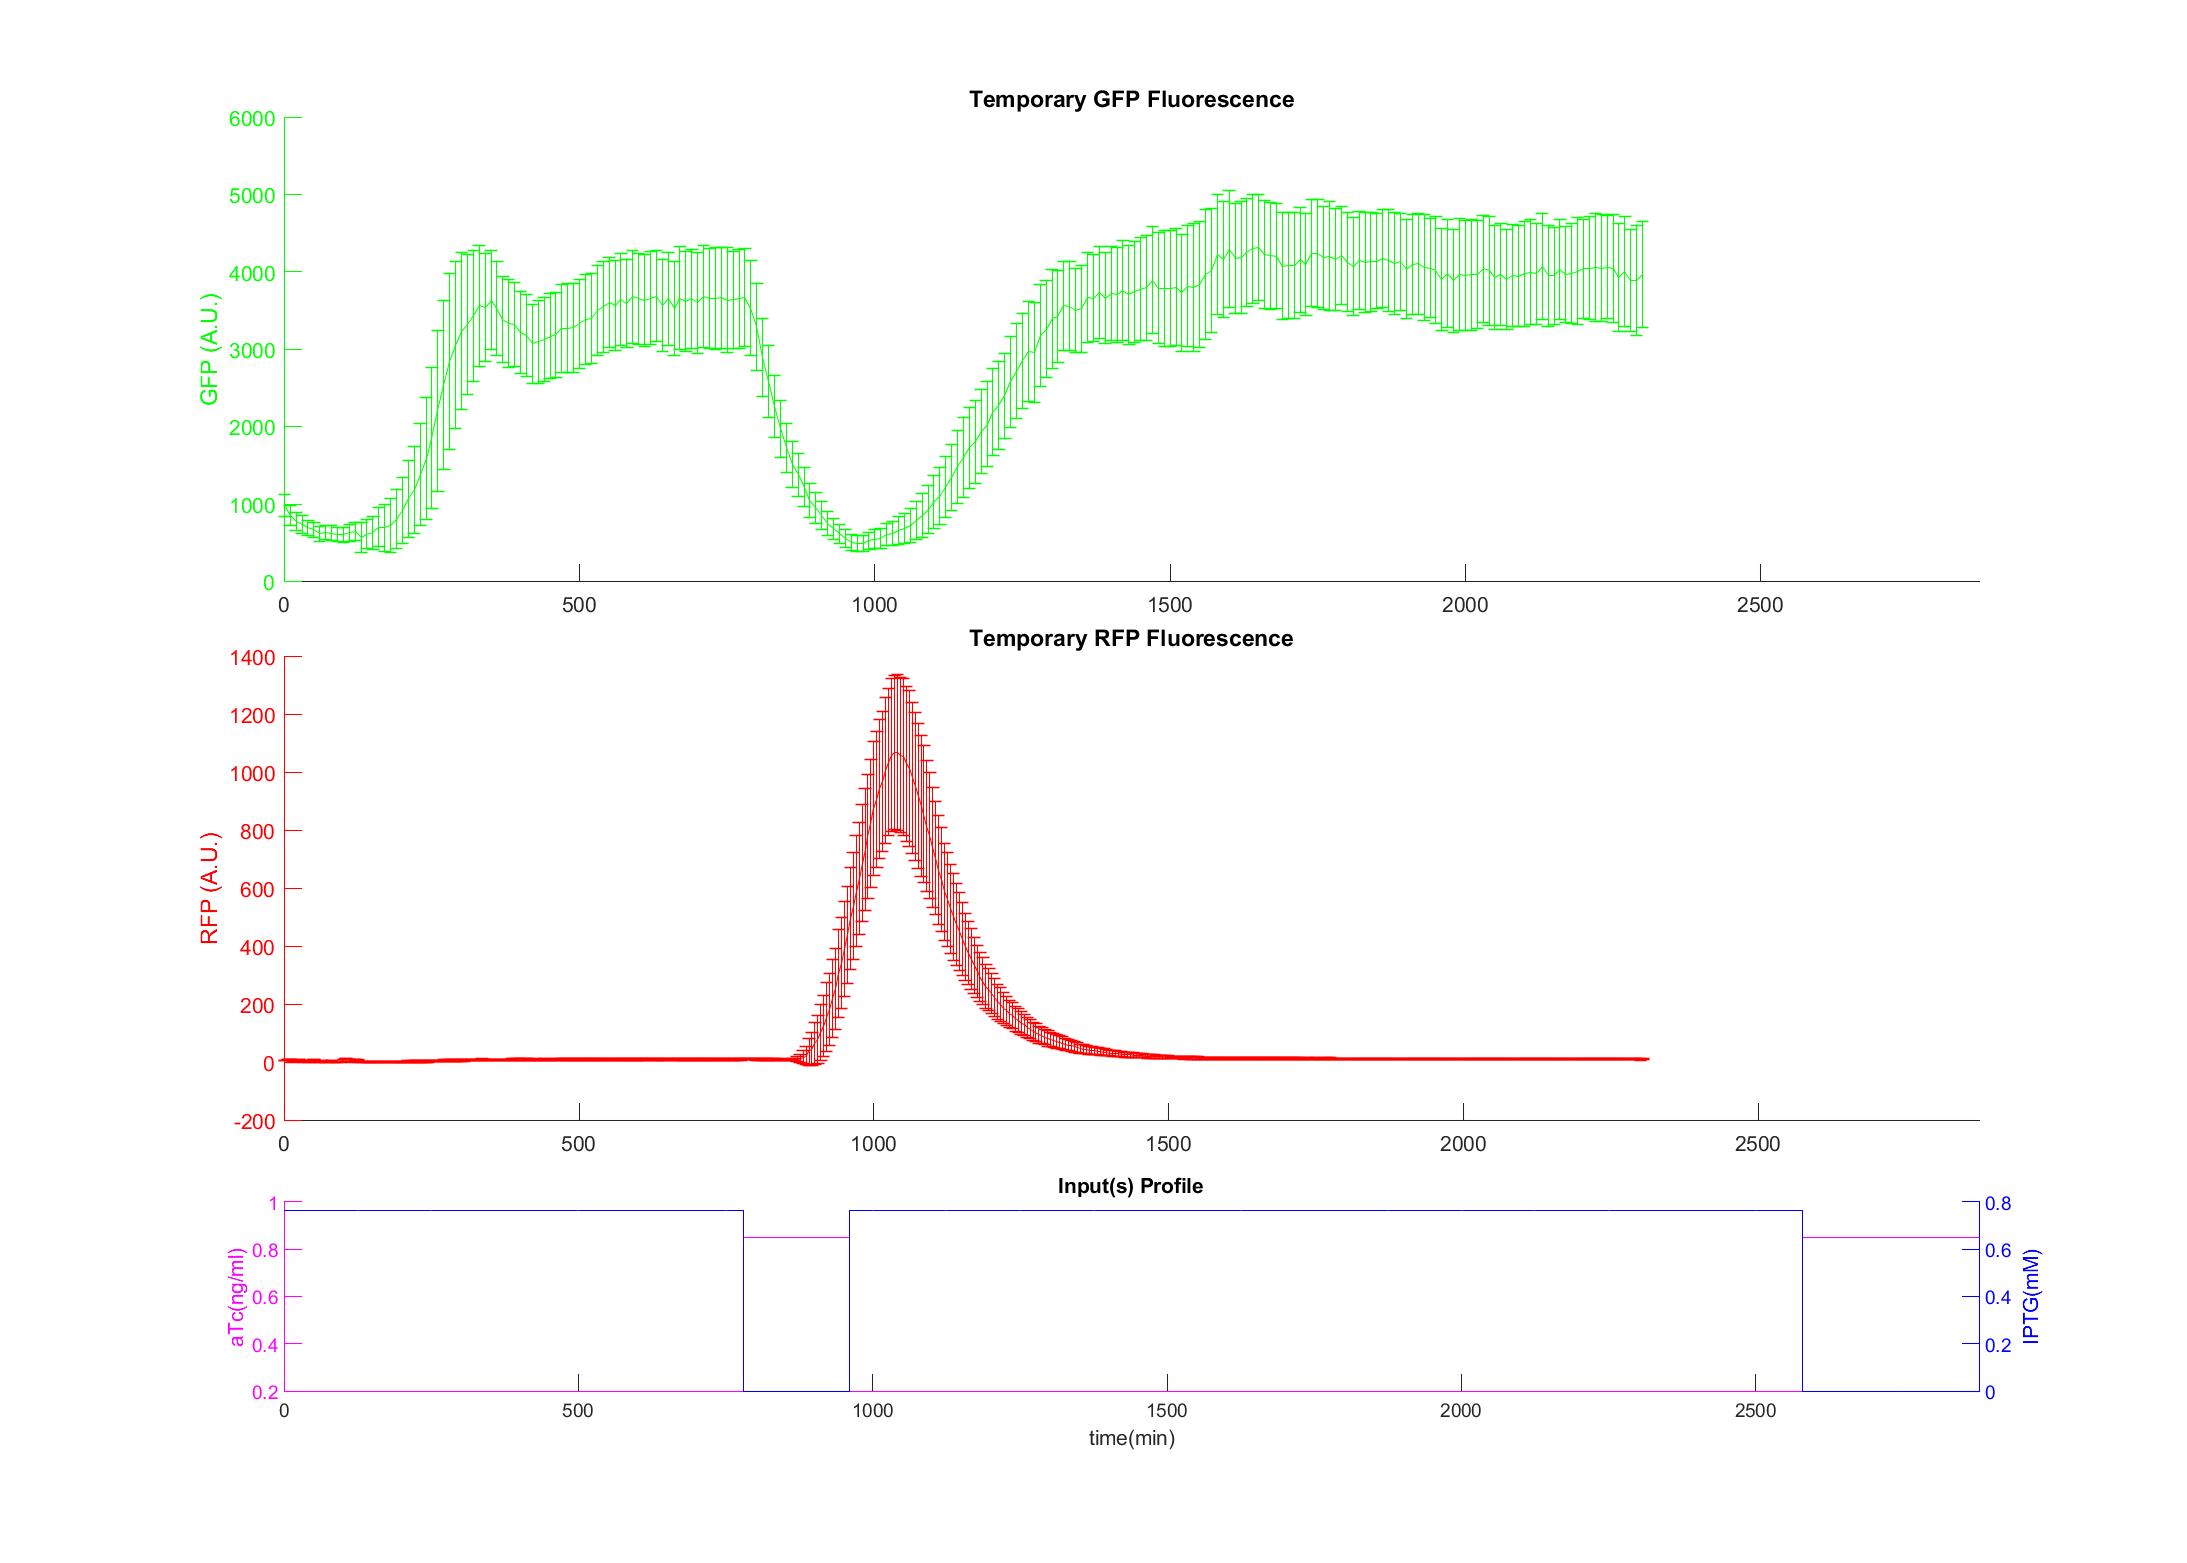 Temporary GFP Fluorescence
6000
5000
4000
3000
2000
1000
0
GFP (A.U.)
0 500 1000 1500 2000 2500
Temporary RFP Fluorescence
1400
1200
1000
800
600
400
200
0
-200
RFP (A.U.)
0 500 1000 1500 2000 2500
Input(s) Profile
1
0.8
0.6
0.4
0.2
aTc(ng/ml)
0.8
0.6
0.4
0.2
0
IPTG(mM)
0 500 1000 1500 2000 2500
time(min)